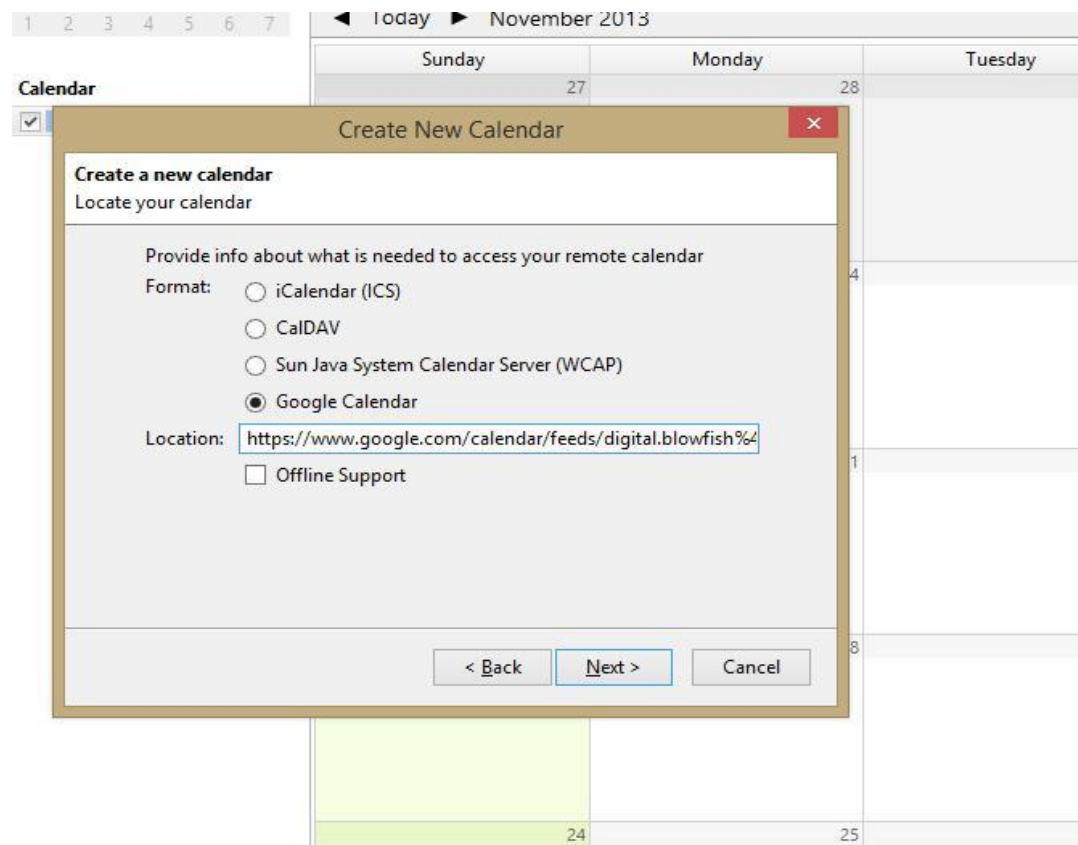 1 2 3 4 5 6 7
◄ Today ► November 2013
Sunday Monday Tuesday
Calendar
27 28
Create New Calendar
Create a new calendar
Locate your calendar
Provide info about what is needed to access your remote calendar
Format:
iCalendar (ICS)
CalDAV
4
Sun Java System Calendar Server (WCAP)
Google Calendar
Location: https://www.google.com/calendar/feeds/digital.blowfish%4
1
Offline Support
8
< Back Next > Cancel
24 25